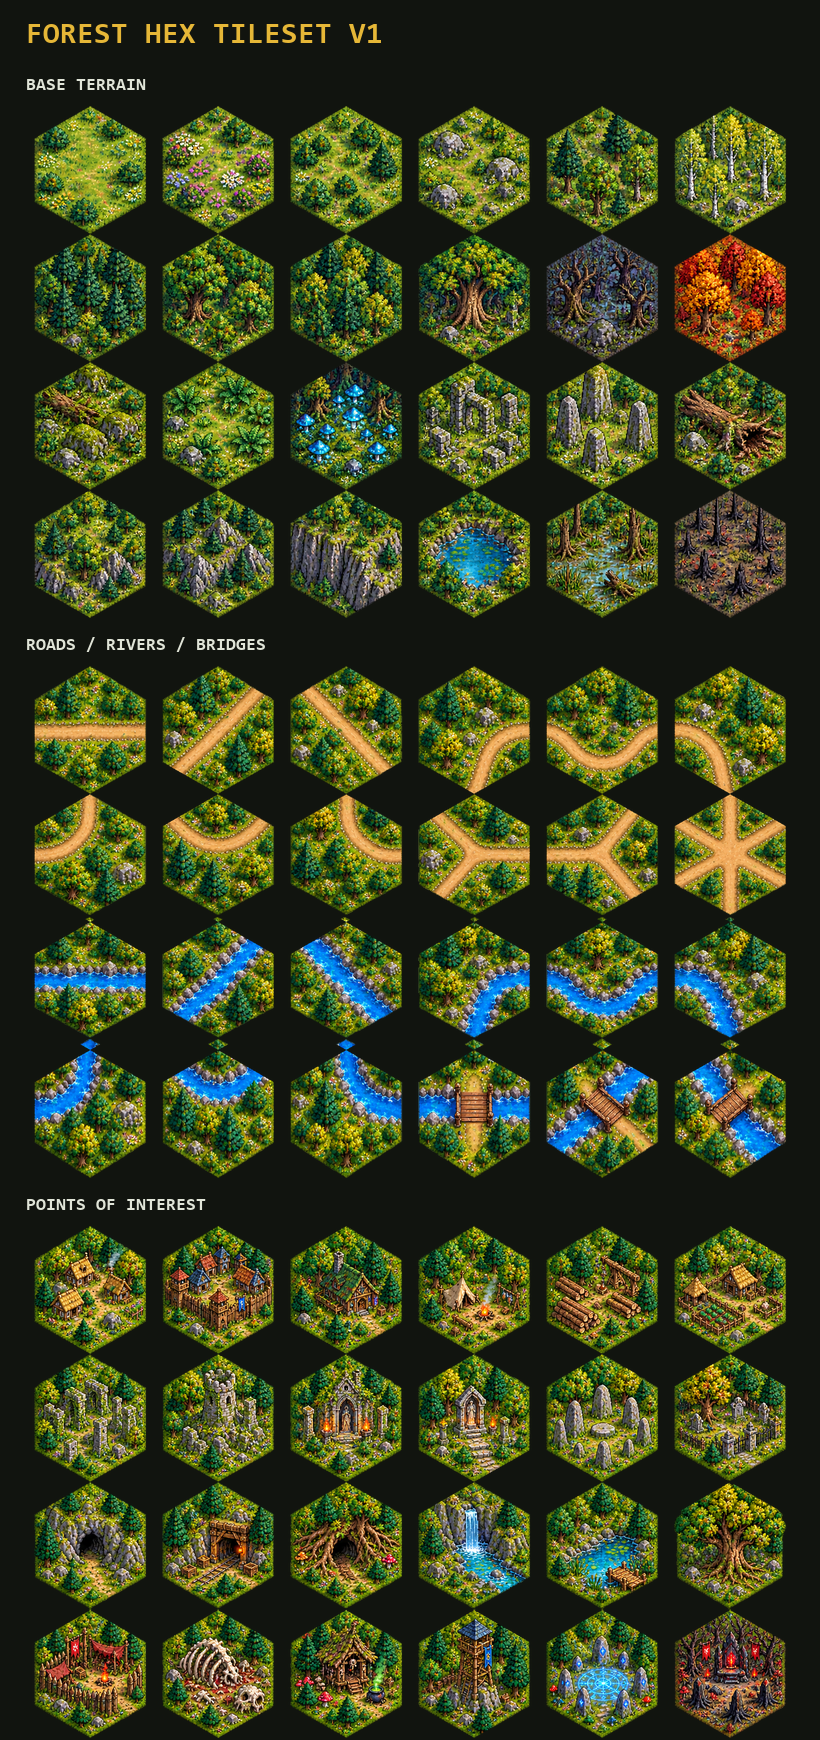 FOREST HEX TILESET V1
BASE TERRAIN
ROADS / RIVERS / BRIDGES
POINTS OF INTEREST